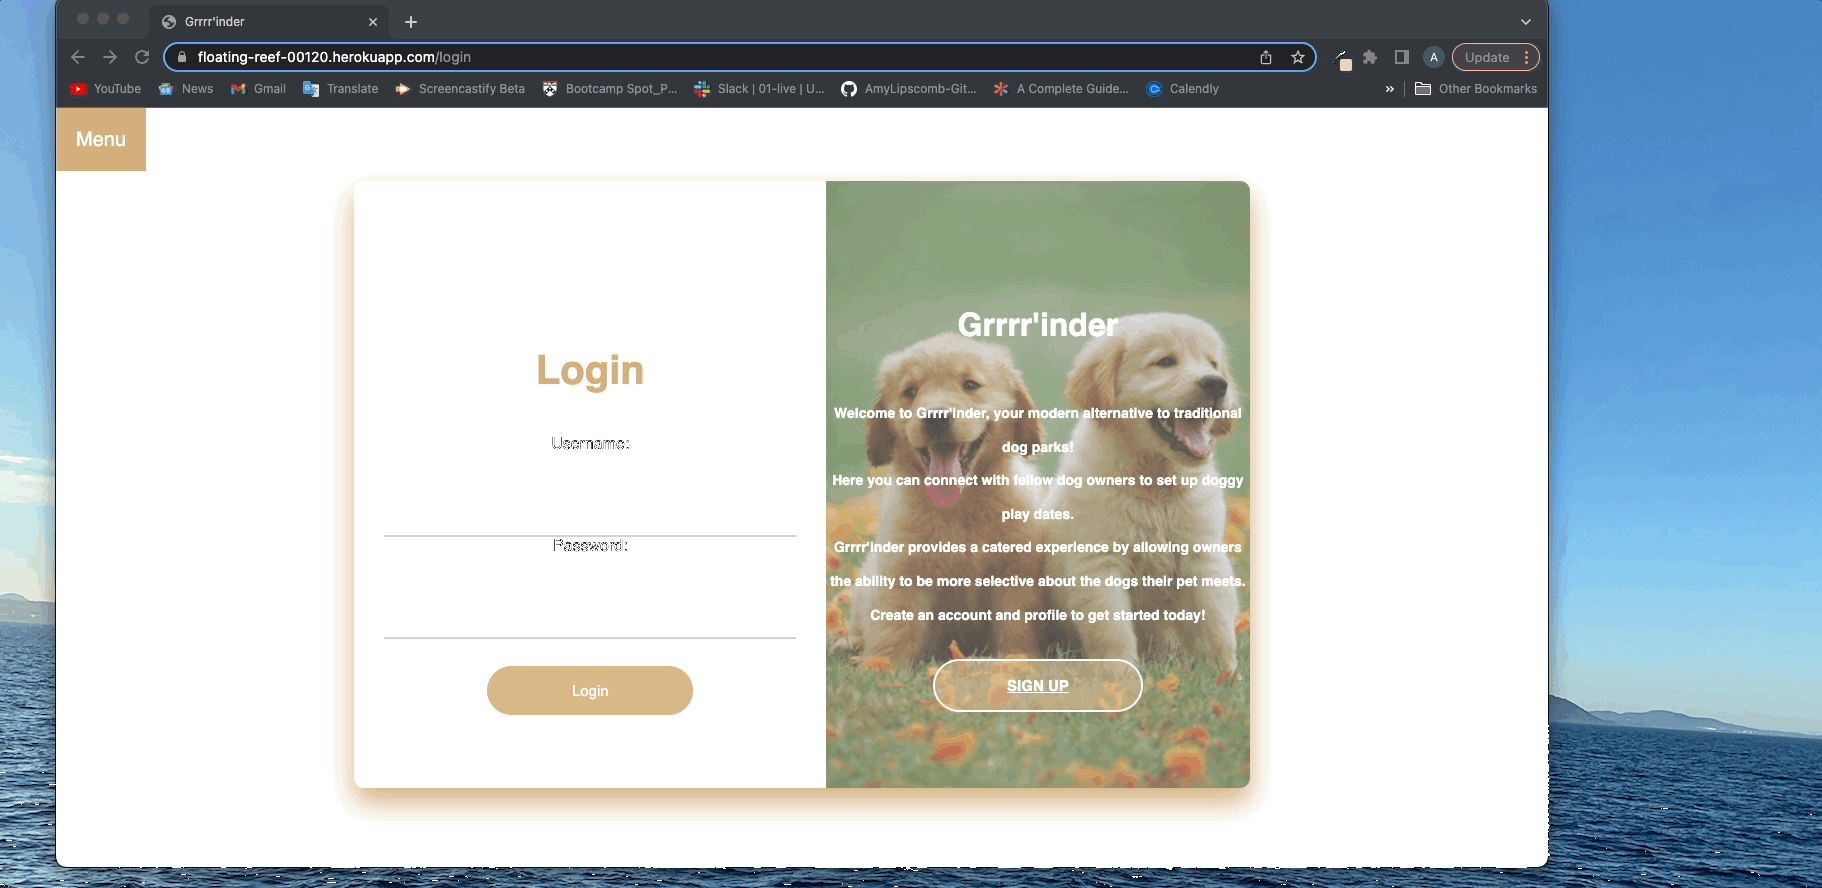 Grrrr'inder
floating-reef-00120.herokuapp.com/login
A
Update
YouTube
News
Gmail
Translate
Screencastify Beta
Bootcamp Spot_P...
Slack | 01-live | U...
AmyLipscomb-Git...
A Complete Guide...
Calendly
»
Other Bookmarks
Menu
Login
Username:
Password:
Login
Grrrr'inder
Welcome to Grrrr'inder, your modern alternative to traditional
dog parks!
Here you can connect with fellow dog owners to set up doggy
play dates.
Grrrr'inder provides a catered experience by allowing owners
the ability to be more selective about the dogs their pet meets.
Create an account and profile to get started today!
SIGN UP